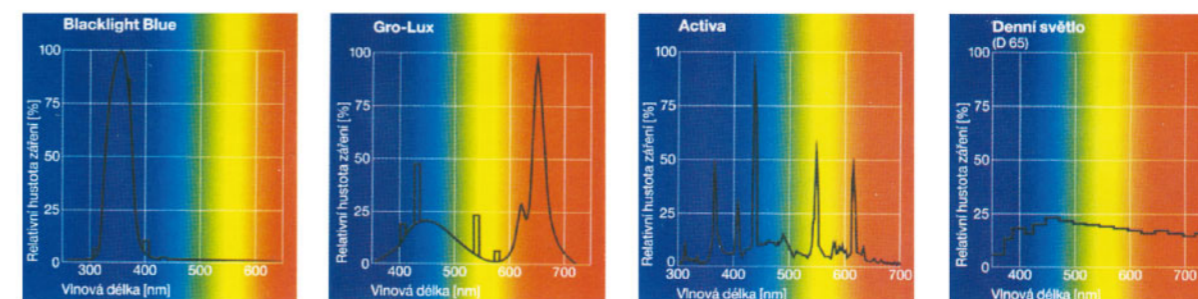 Blacklight Blue
100
75
50
25
0
300
400
500
600
Relativní hustota záření [%]
Vlnová délka [nm]
Gro-Lux
100
75
50
25
0
400
500
600
700
Relativní hustota záření [%]
Vlnová délka [nm]
Activa
100
75
50
25
0
300
400
500
600
700
Relativní hustota záření [%]
Vlnová délka [nm]
Denní světlo
(D 65)
100
75
50
25
0
400
500
600
700
Relativní hustota záření [%]
Vlnová délka [nm]